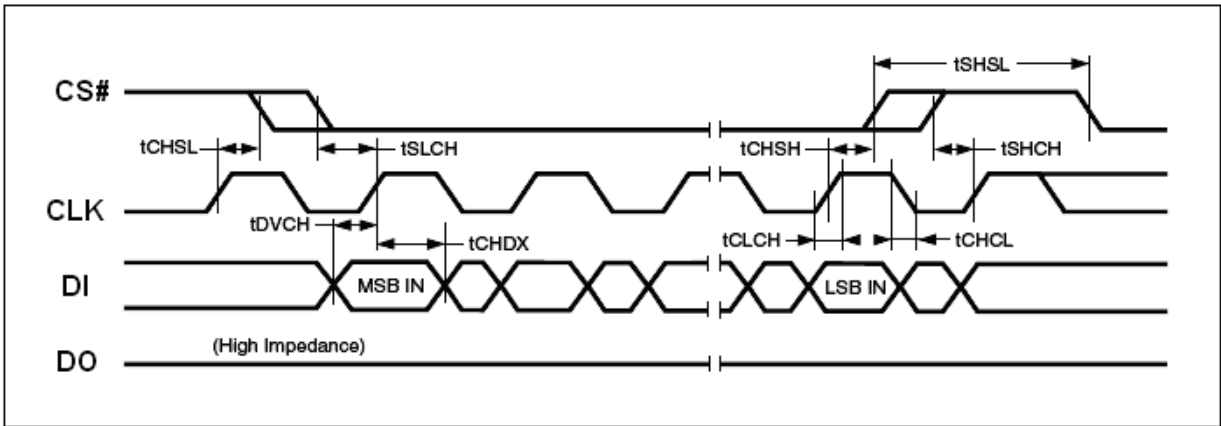 tSHSL
CS#
tCHSL
tSLCH
tCHSH
tSHCH
CLK
tDVCH
tCHDX
tCLCH
tCHCL
DI
MSB IN
LSB IN
(High Impedance)
DO